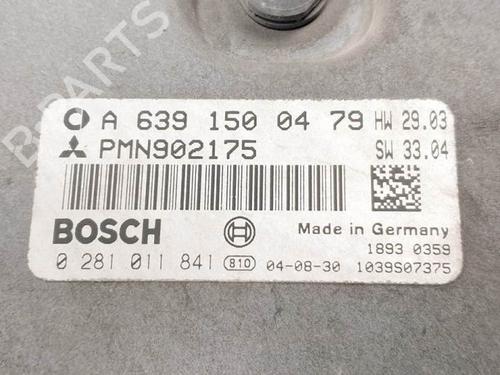 B-PARTS
A 639 150 04 79 HW 29.03
PMN902175 SW 33.04
BOSCH Made in Germany
1893 0359
0 281 011 841 810 04-08-30 1039S07375